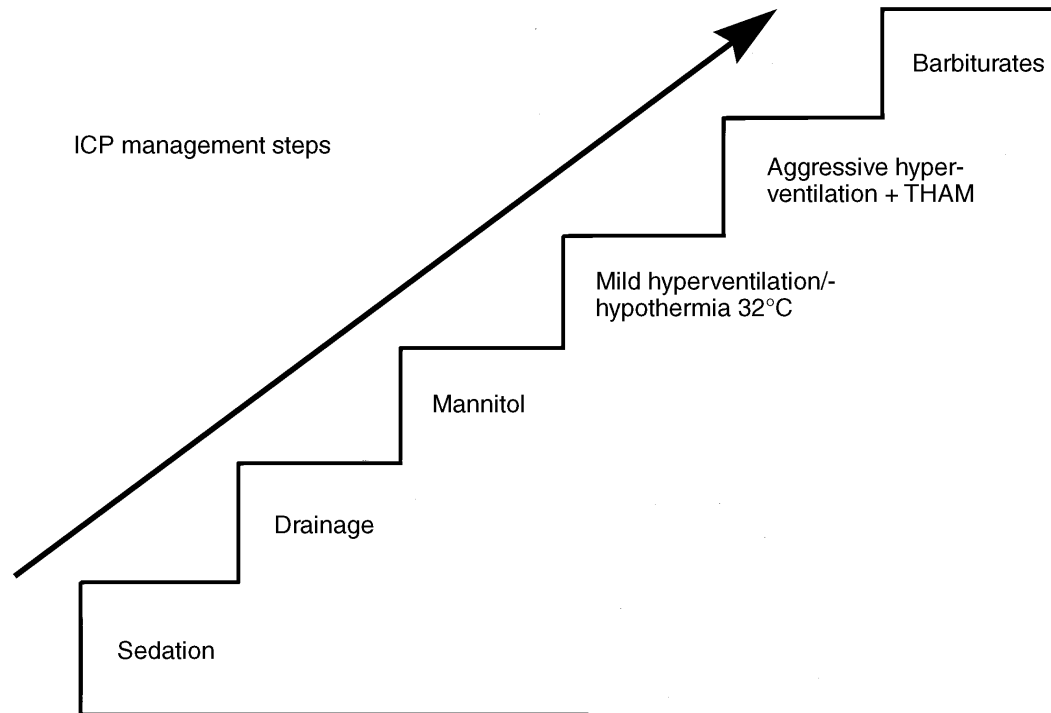 Barbiturates
ICP management steps
Aggressive hyper-
ventilation + THAM
Mild hyperventilation/-
hypothermia 32°C
Mannitol
Drainage
Sedation